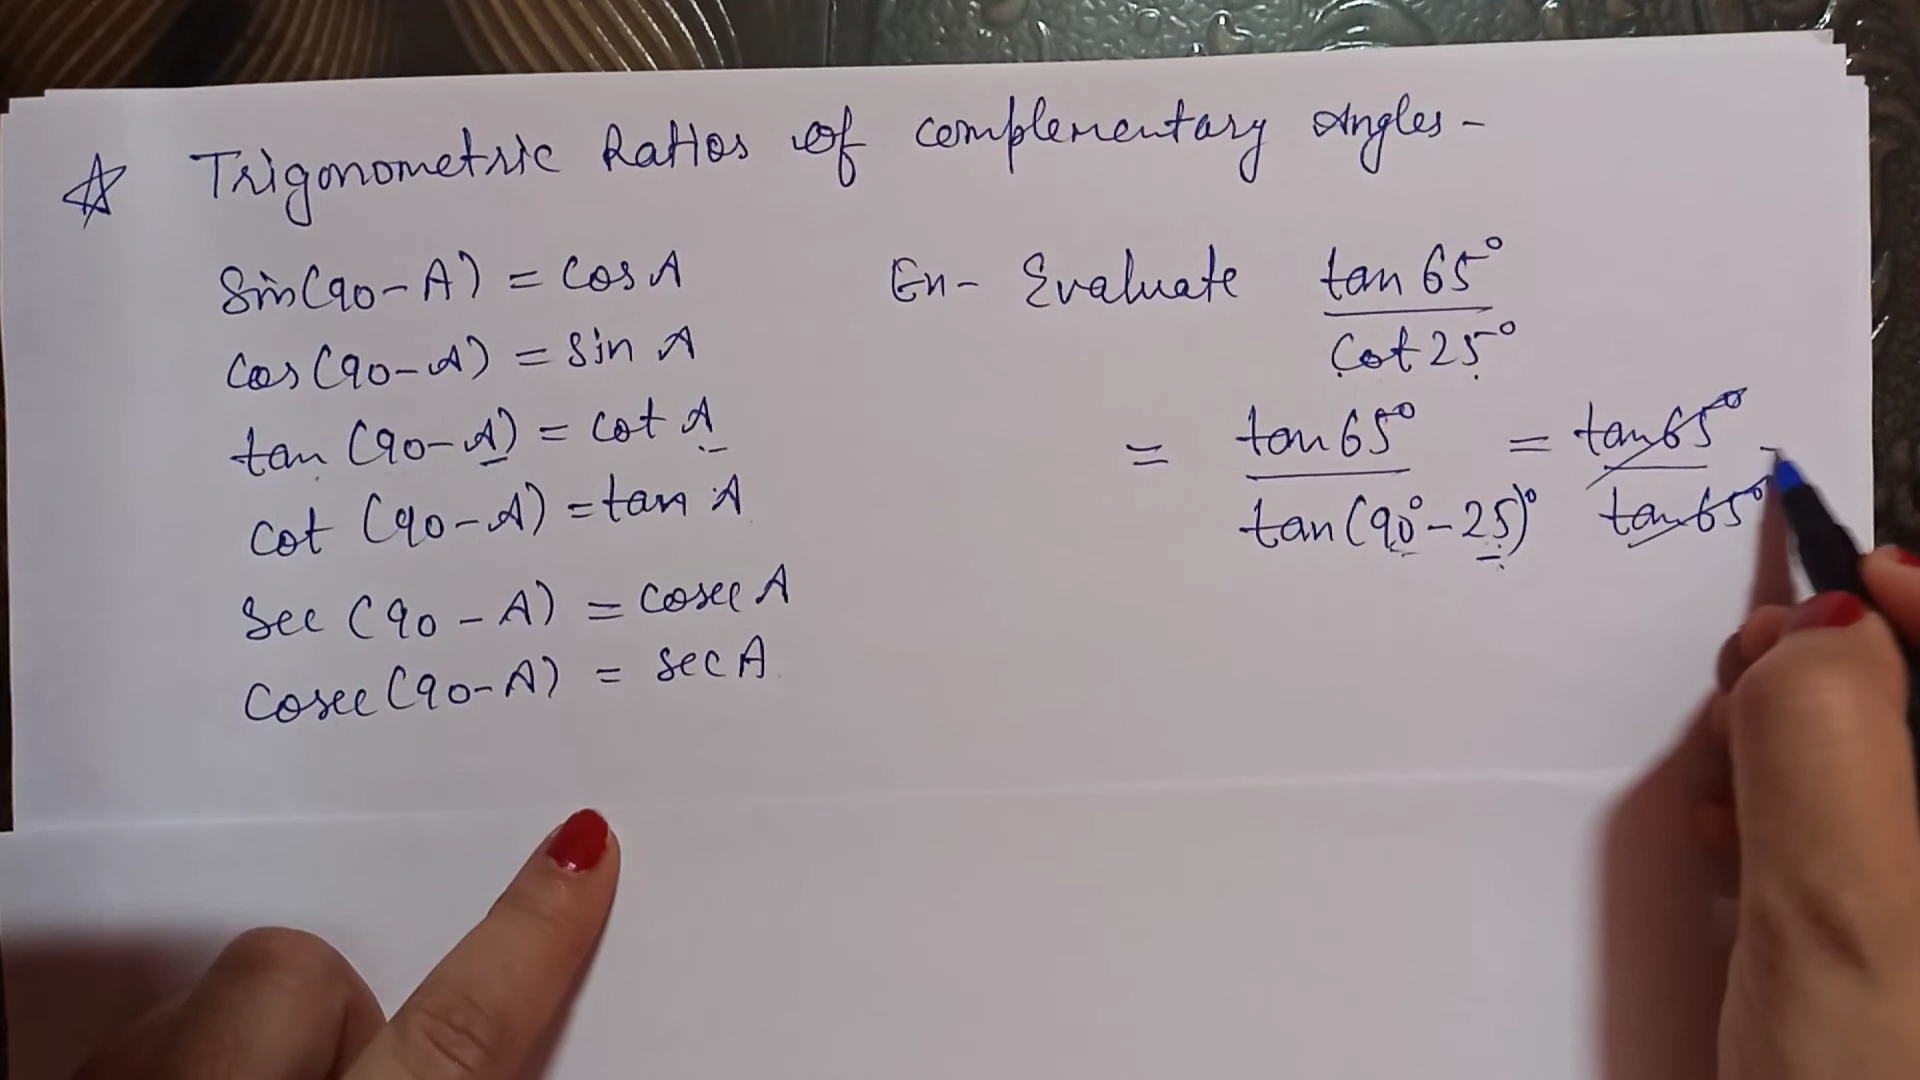 ☆ Trigonometric Ratios of Complementary Angles -
Sin(90-A) = Cos A
Cos(90-A) = Sin A
tan (90-A) = cot A
Cot (90-A) = tan A
Sec (90-A) = Cosec A
Cosec (90-A) = Sec A
Ex- Evaluate tan 65°
Cot 25°
= tan 65° = tan 65° -
tan (90° - 25)° tan 65°